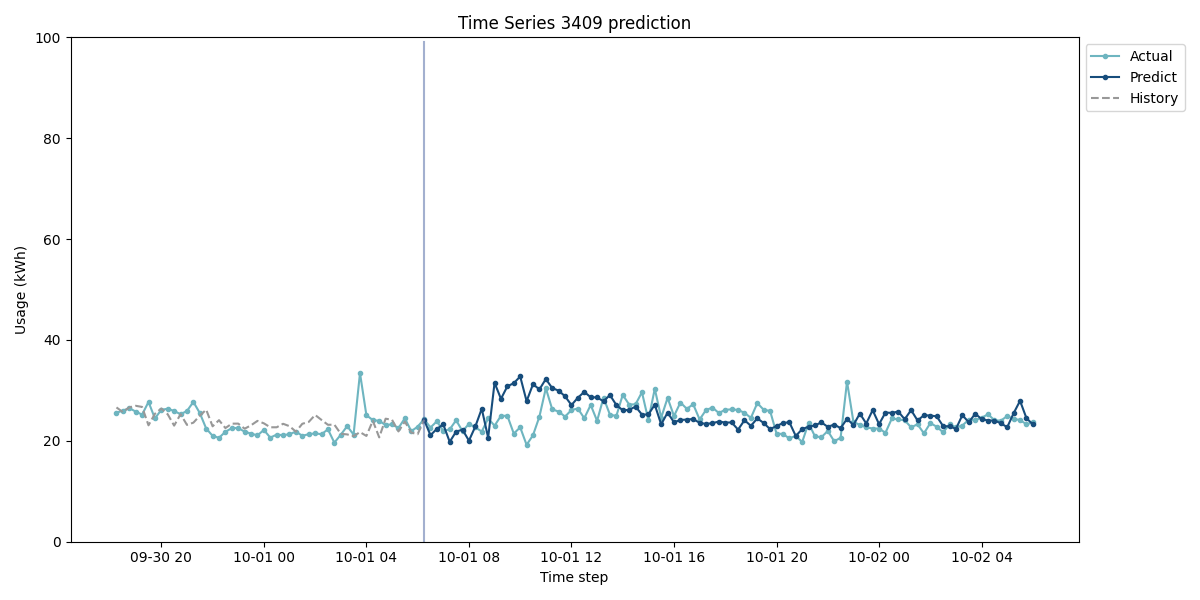 Time Series 3409 prediction
100
80
60
40
20
0
Usage (kWh)
09-30 20
10-01 00
10-01 04
10-01 08
10-01 12
10-01 16
10-01 20
10-02 00
10-02 04
Time step
Actual
Predict
History